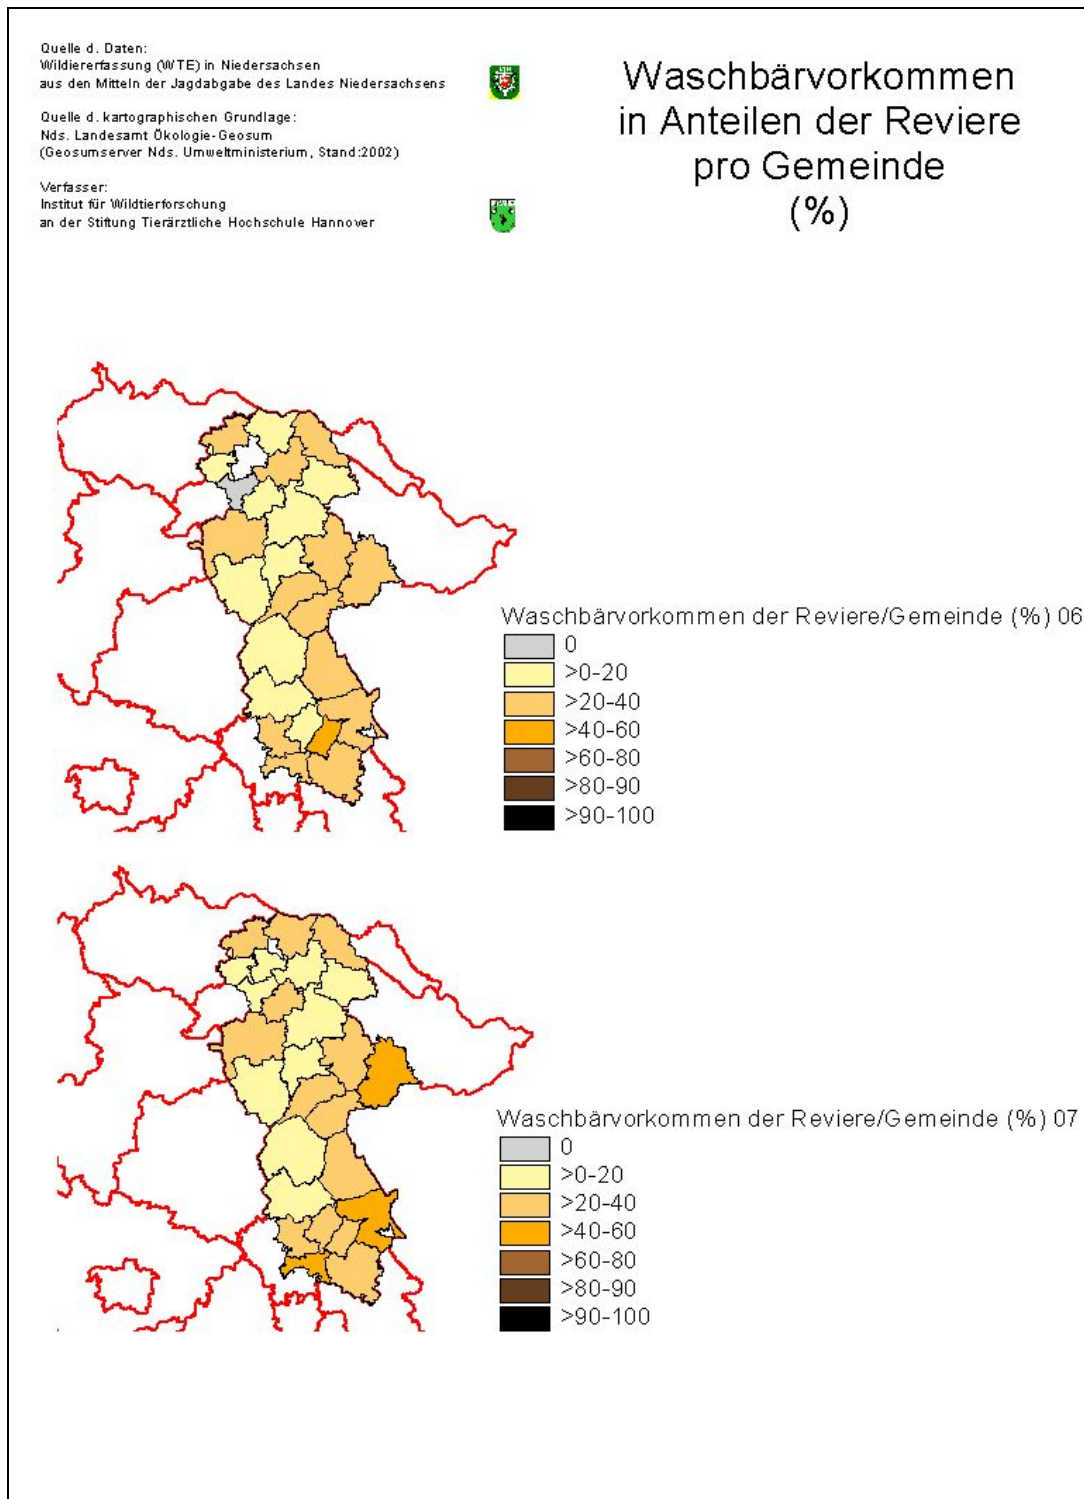 Quelle d. Daten:
Wildiererfassung (WTE) in Niedersachsen
aus den Mitteln der Jagdabgabe des Landes Niedersachsens
Quelle d. kartographischen Grundlage:
Nds. Landesamt Ökologie-Geosum
(Geosumserver Nds. Umweltministerium, Stand:2002)
Verfasser:
Institut für Wildtierforschung
an der Stiftung Tierärztliche Hochschule Hannover
Waschbärvorkommen
in Anteilen der Reviere
pro Gemeinde
(%)
Waschbärvorkommen der Reviere/Gemeinde (%) 06
0
>0-20
>20-40
>40-60
>60-80
>80-90
>90-100
Waschbärvorkommen der Reviere/Gemeinde (%) 07
0
>0-20
>20-40
>40-60
>60-80
>80-90
>90-100